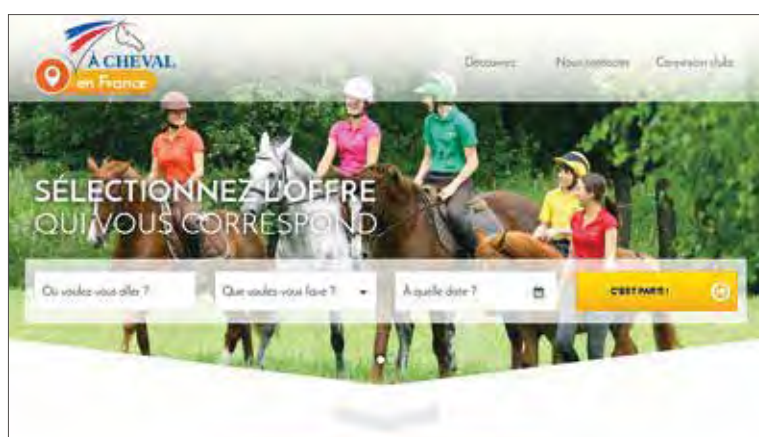 À CHEVAL
en France
Découvrez
Nous contacter
Connexion clubs
SÉLECTIONNEZ L'OFFRE
QUI VOUS CORRESPOND
Où voulez-vous aller ?
Que voulez-vous faire ?
À quelle date ?
C'EST PARTI !